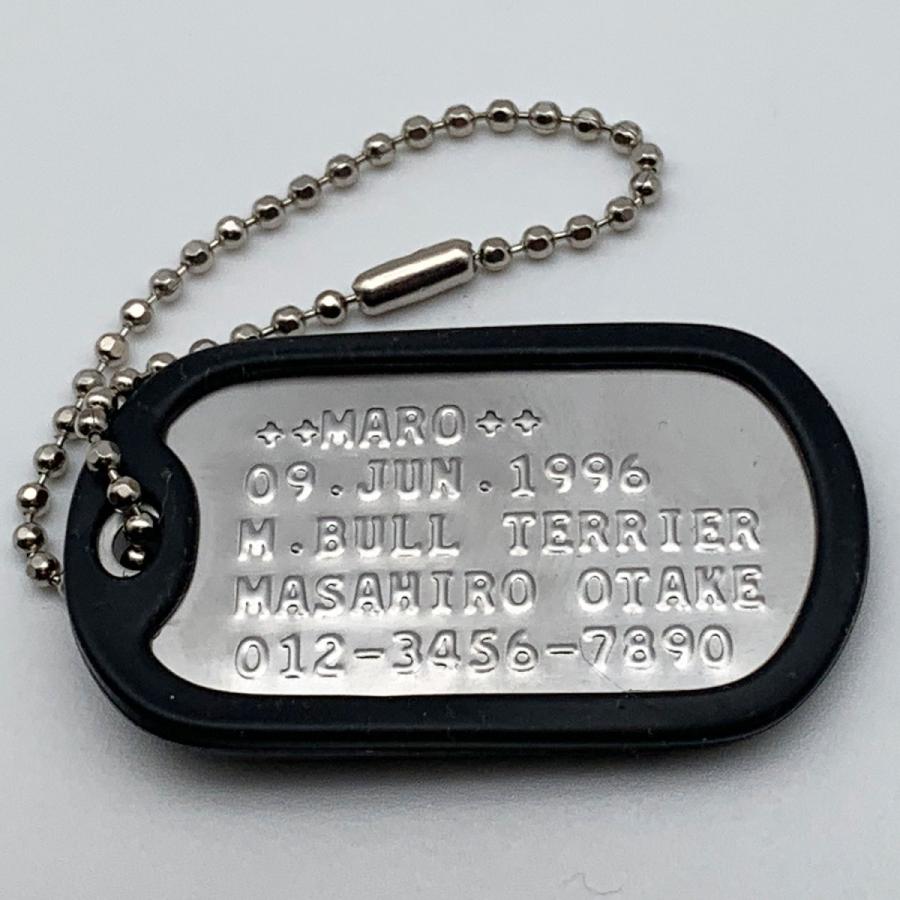 ++MARO++
09.JUN.1996
M.BULL TERRIER
MASAHIRO OTAKE
012-3456-7890